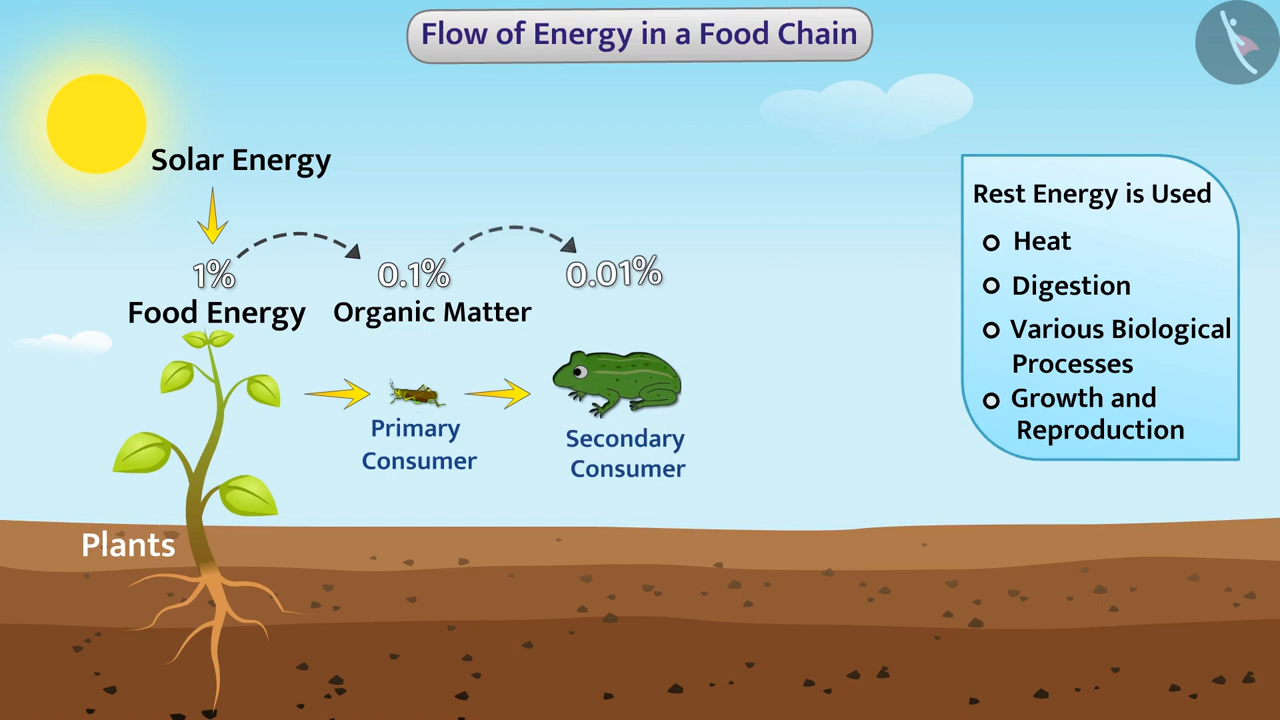 Flow of Energy in a Food Chain
Solar Energy
1%
0.1%
0.01%
Food Energy
Organic Matter
Primary
Consumer
Secondary
Consumer
Plants
Rest Energy is Used
Heat
Digestion
Various Biological
Processes
Growth and
Reproduction